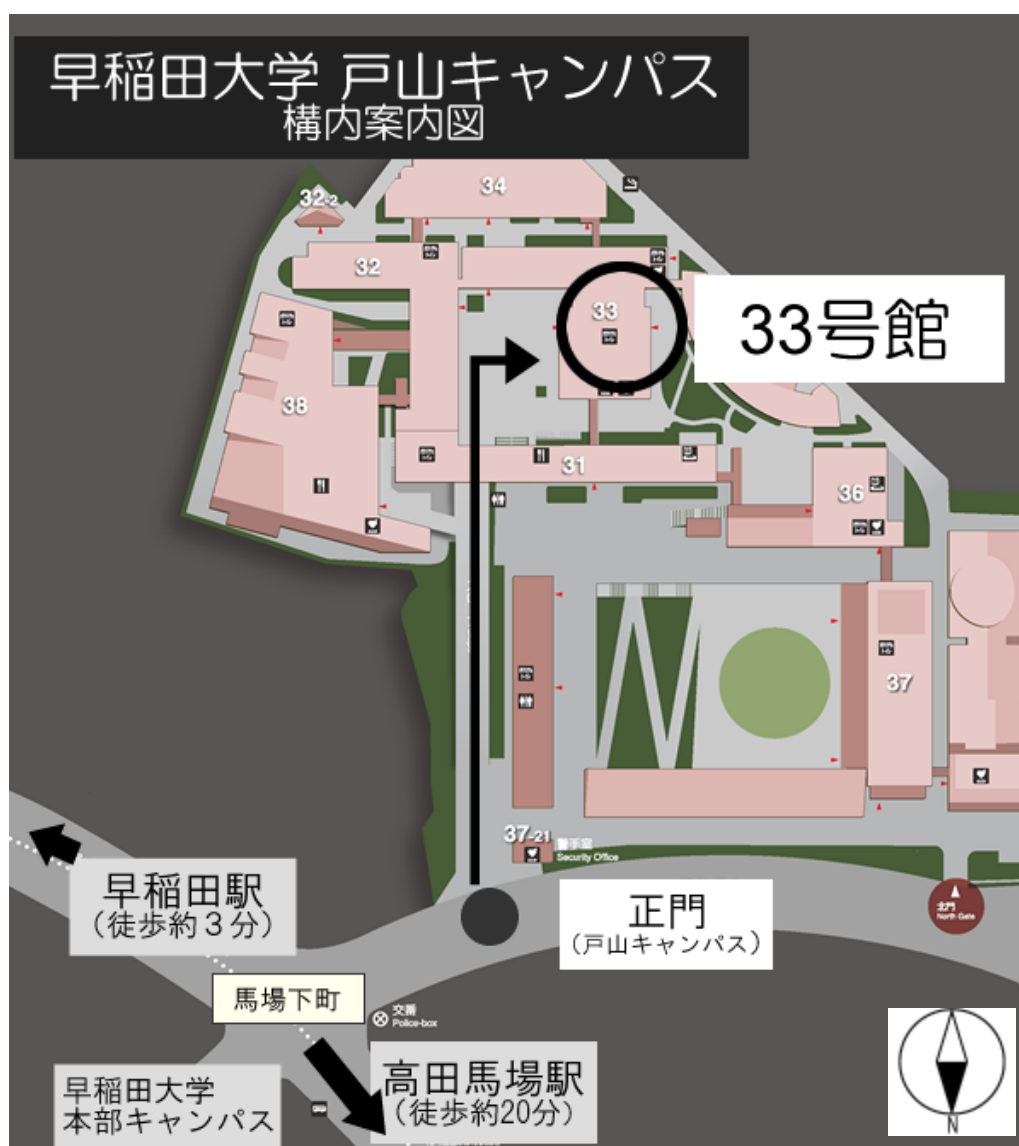 早稲田大学 戸山キャンパス
構内案内図
34
32-2
32
33
33号館
38
31
36
37
37-21
警手室
Security Office
早稲田駅
(徒歩約3分)
正門
(戸山キャンパス)
北門
North Gate
馬場下町
交番
Police-box
高田馬場駅
(徒歩約20分)
早稲田大学
本部キャンパス
N